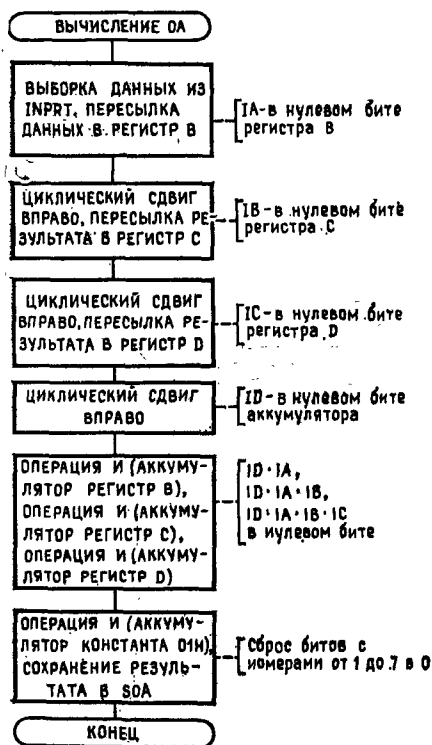 ВЫЧИСЛЕНИЕ OA
ВЫБОРКА ДАННЫХ ИЗ
INPRT, ПЕРЕСЫЛКА
ДАННЫХ В РЕГИСТР B
IA-в нулевом бите
регистра B
ЦИКЛИЧЕСКИЙ СДВИГ
ВПРАВО, ПЕРЕСЫЛКА РЕ-
ЗУЛЬТАТА В РЕГИСТР C
IB-в нулевом бите
регистра C
ЦИКЛИЧЕСКИЙ СДВИГ
ВПРАВО, ПЕРЕСЫЛКА РЕ-
ЗУЛЬТАТА В РЕГИСТР D
IC-в нулевом бите
регистра D
ЦИКЛИЧЕСКИЙ СДВИГ
ВПРАВО
ID-в нулевом бите
аккумулятора
ОПЕРАЦИЯ И (АККУМУ-
ЛЯТОР РЕГИСТР B),
ОПЕРАЦИЯ И (АККУМУ-
ЛЯТОР РЕГИСТР C),
ОПЕРАЦИЯ И (АККУМУ-
ЛЯТОР РЕГИСТР D)
ID·IA,
ID·IA·IB,
ID·IA·IB·IC
в нулевом бите
ОПЕРАЦИЯ И (АККУМУ-
ЛЯТОР КОНСТАНТА 01H),
СОХРАНЕНИЕ РЕЗУЛЬ-
ТАТА В SOA
Сброс битов с
номерами от 1 до 7 в 0
КОНЕЦ